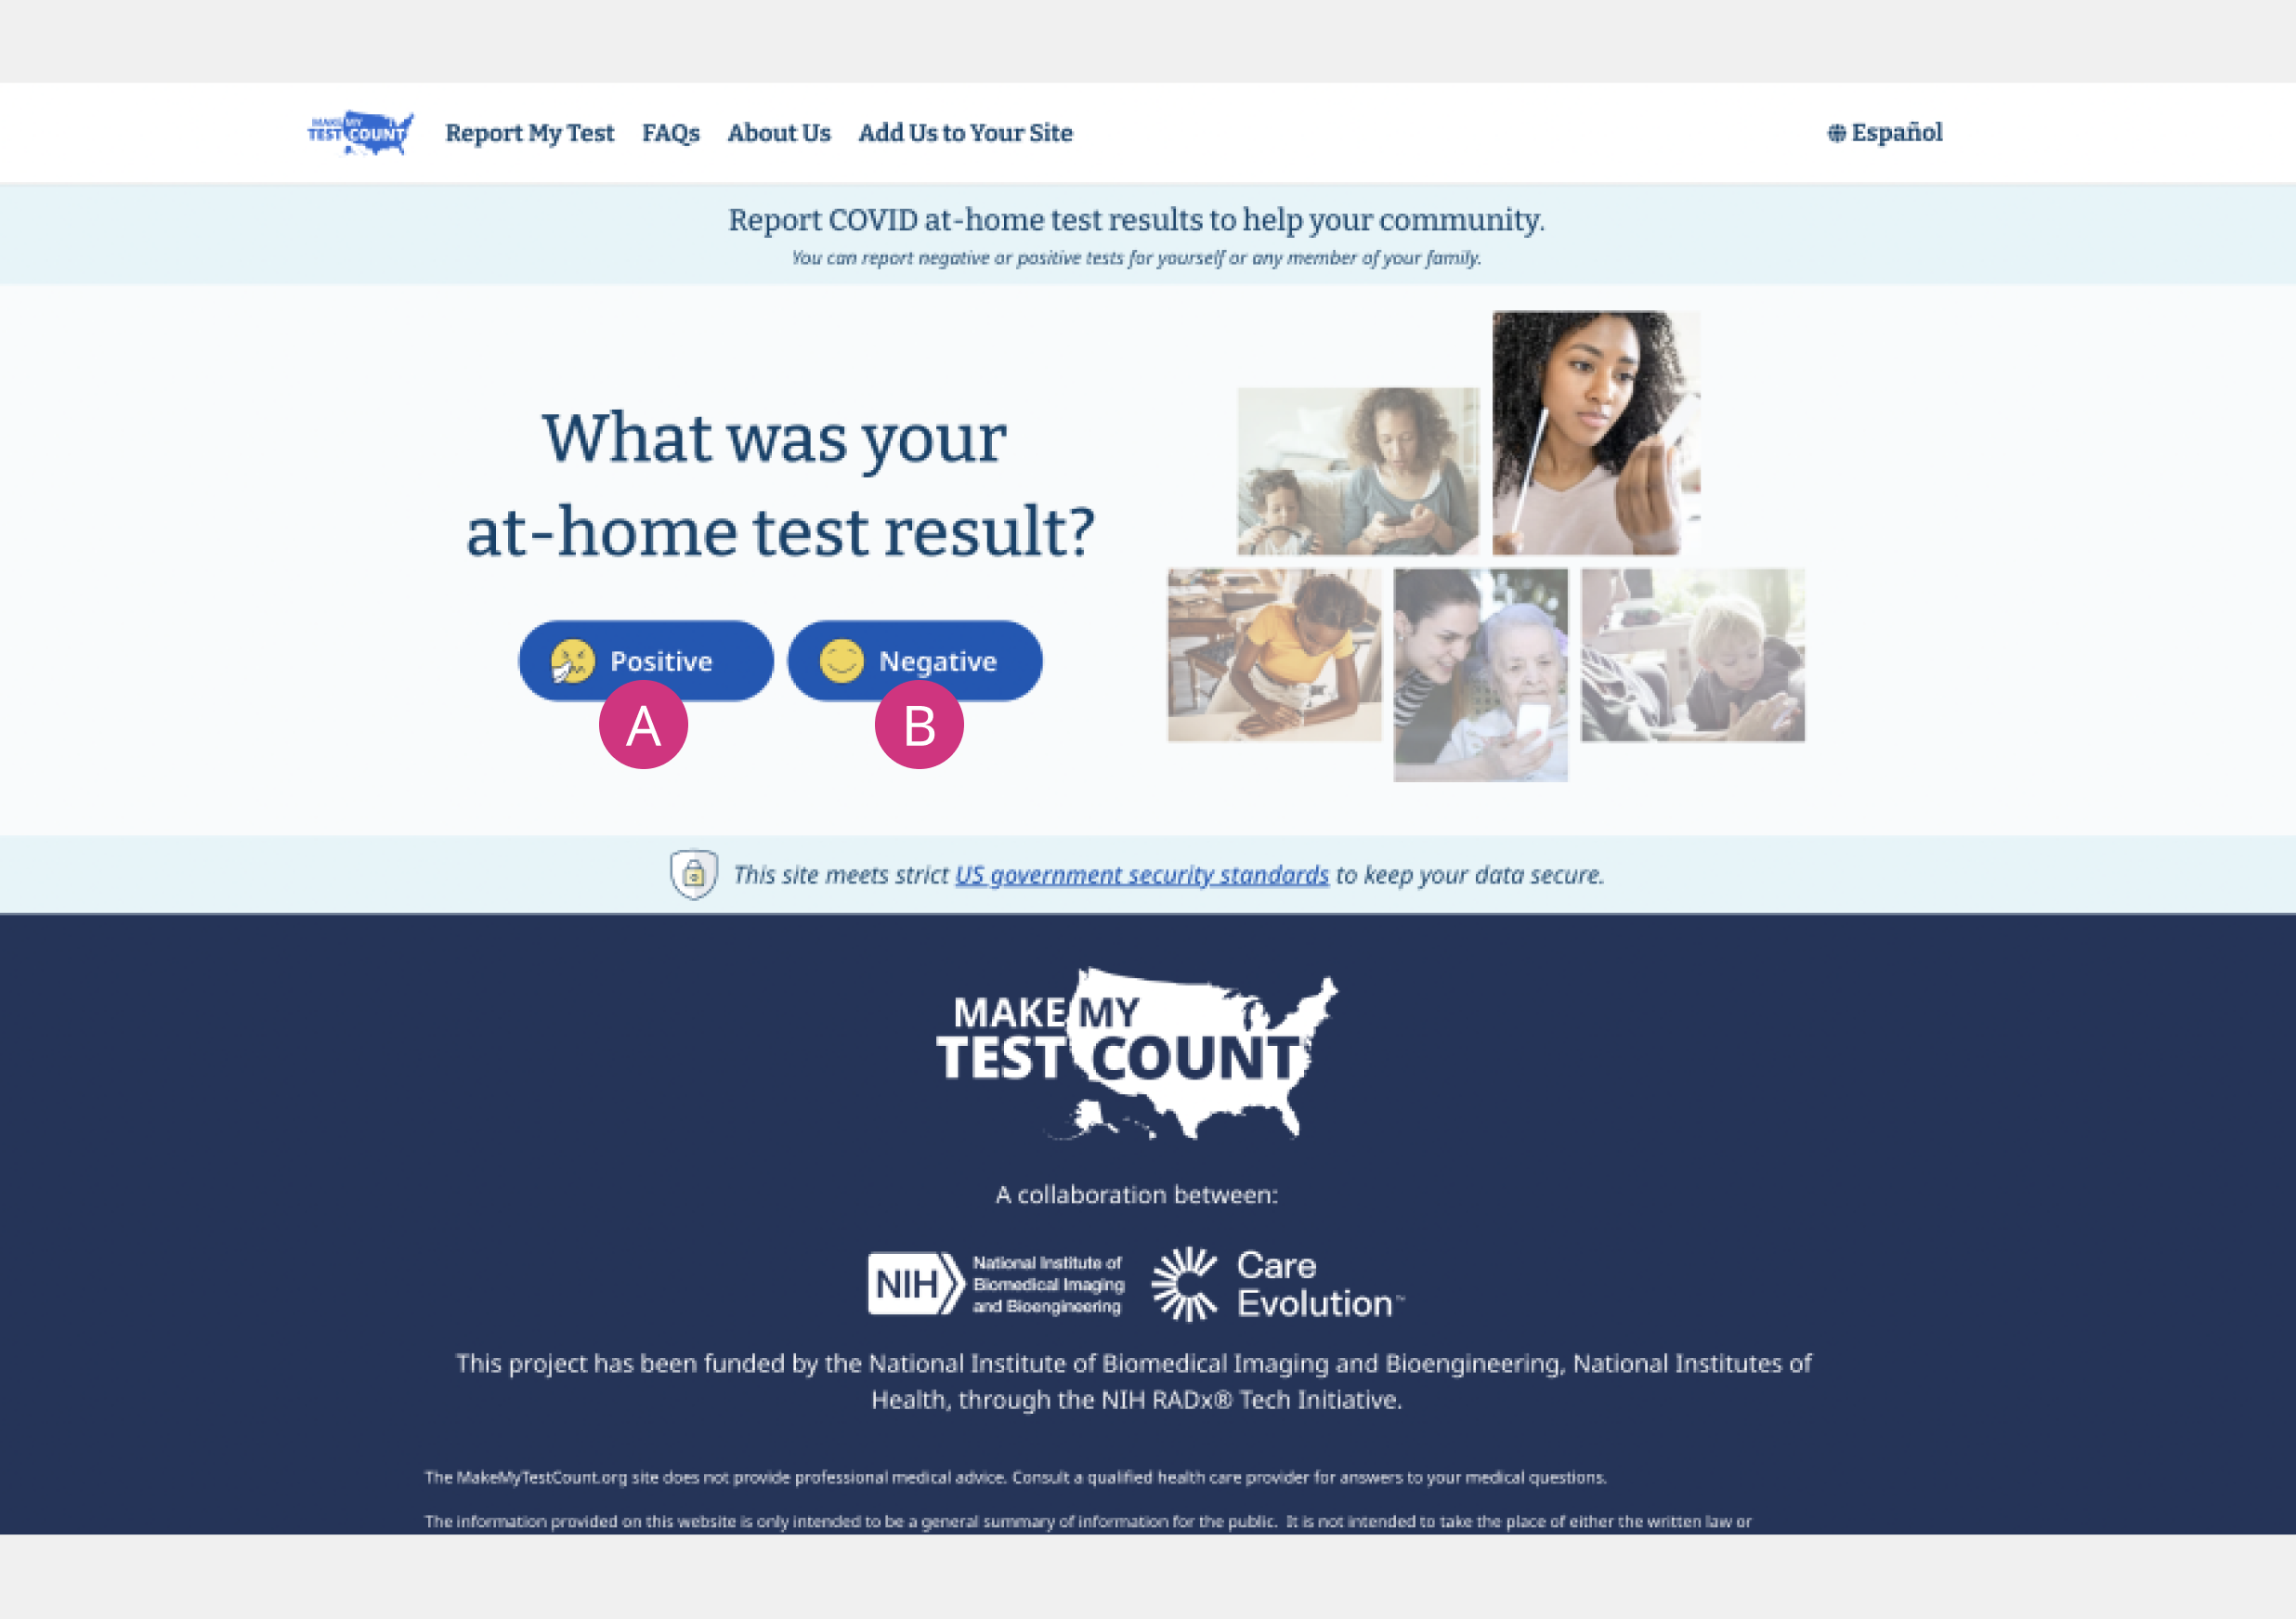 MAKE MY
TEST COUNT
Report My Test FAQs About Us Add Us to Your Site
Español
Report COVID at-home test results to help your community.
You can report negative or positive tests for yourself or any member of your family.
What was your
at-home test result?
Positive Negative
A B
This site meets strict US government security standards to keep your data secure.
MAKE MY
TEST COUNT
A collaboration between:
NIH
National Institute of
Biomedical Imaging
and Bioengineering
Care
Evolution™
This project has been funded by the National Institute of Biomedical Imaging and Bioengineering, National Institutes of
Health, through the NIH RADx® Tech Initiative.
The MakeMyTestCount.org site does not provide professional medical advice. Consult a qualified health care provider for answers to your medical questions.
The information provided on this website is only intended to be a general summary of information for the public. It is not intended to take the place of either the written law or